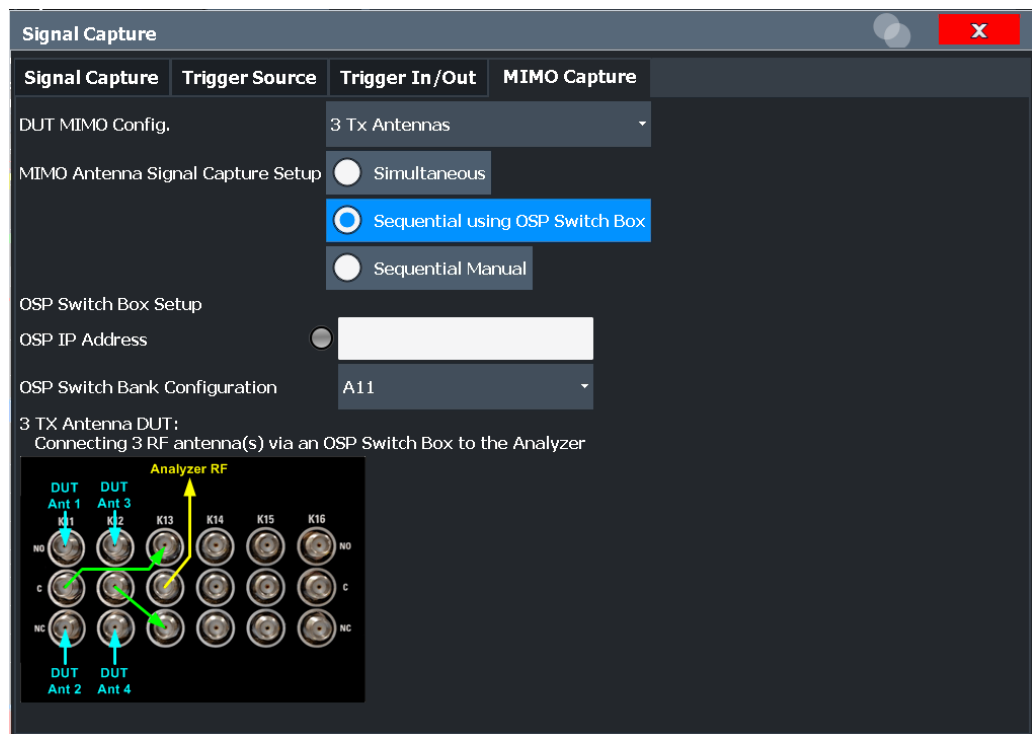 Signal Capture
X
Signal Capture Trigger Source Trigger In/Out MIMO Capture
DUT MIMO Config. 3 Tx Antennas
MIMO Antenna Signal Capture Setup Simultaneous
Sequential using OSP Switch Box
Sequential Manual
OSP Switch Box Setup
OSP IP Address
OSP Switch Bank Configuration A11
3 TX Antenna DUT:
Connecting 3 RF antenna(s) via an OSP Switch Box to the Analyzer
Analyzer RF
DUT DUT
Ant 1 Ant 3
K11 K12 K13 K14 K15 K16
NO NO
C C
NC NC
DUT DUT
Ant 2 Ant 4